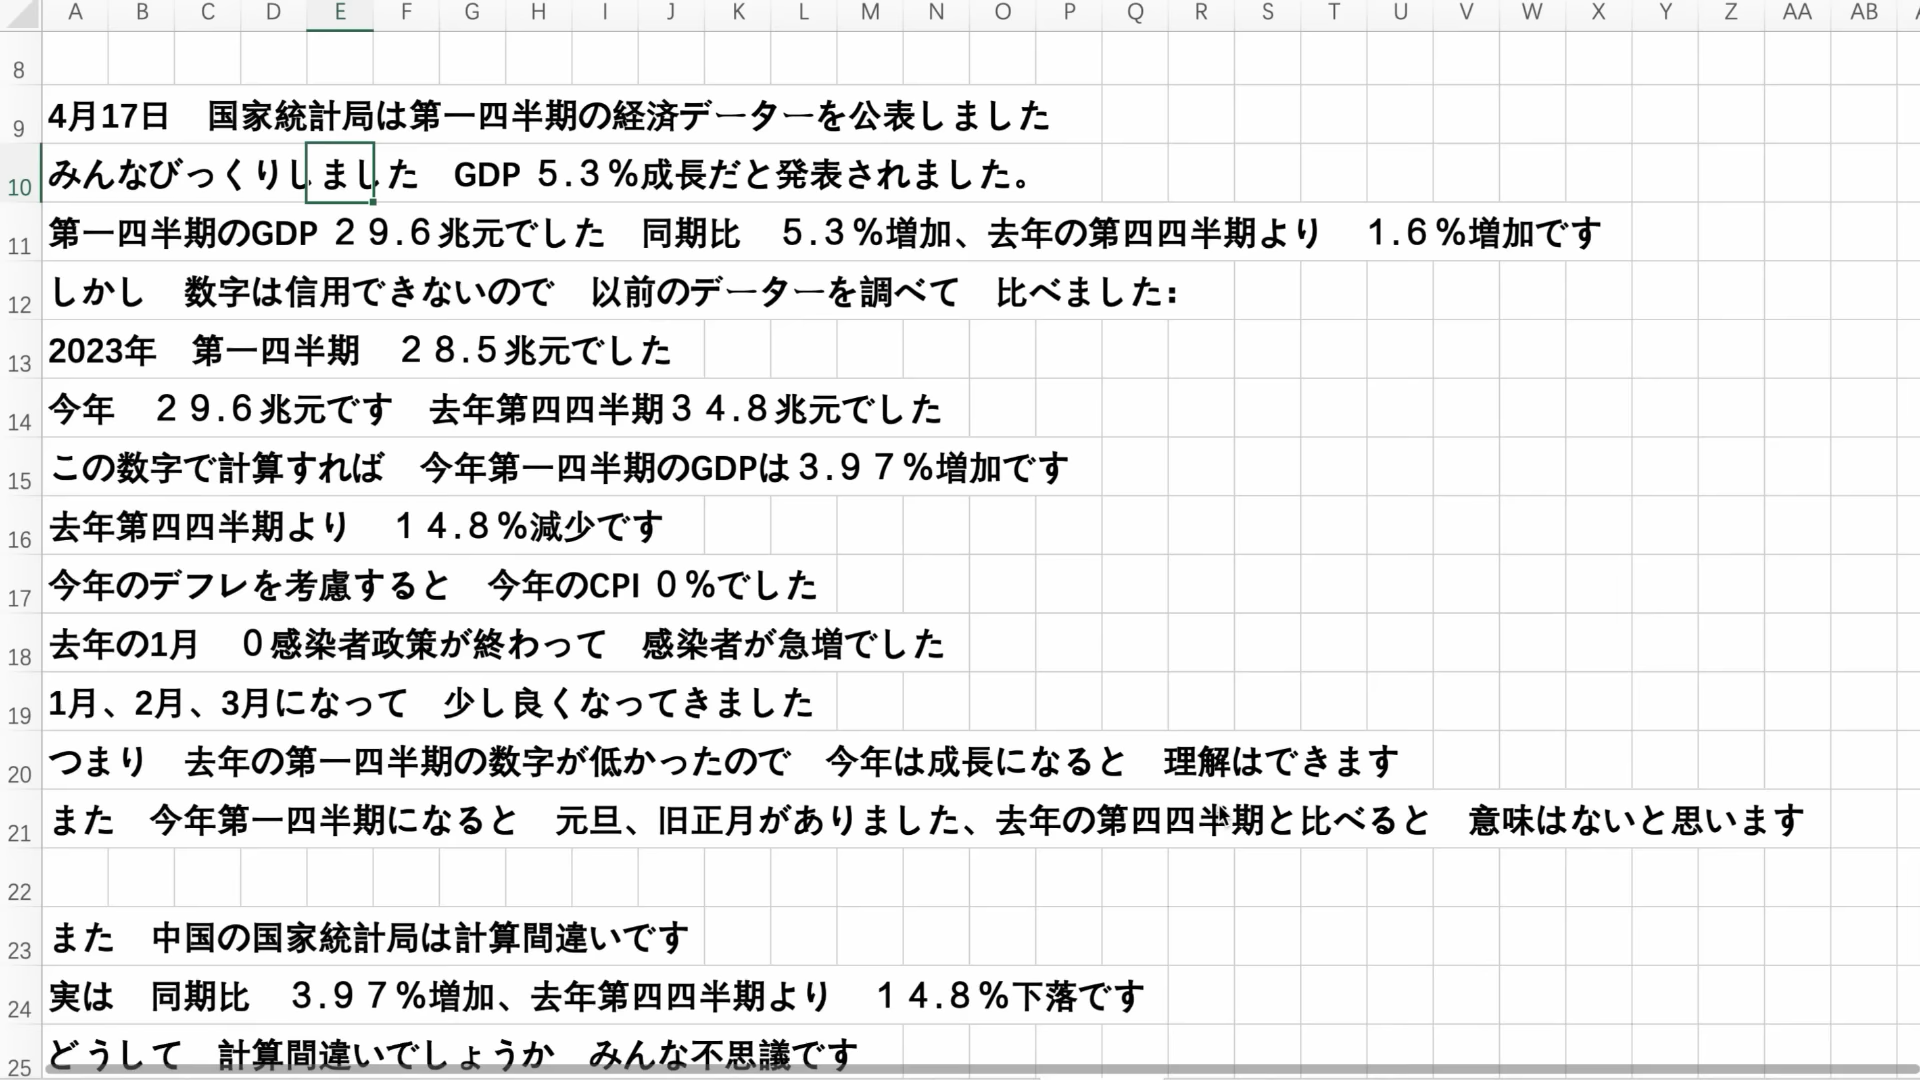 A B C D E F G H I J K L M N O P Q R S T U V W X Y Z AA AB
8
9 4月17日　国家統計局は第一四半期の経済データーを公表しました
10 みんなびっくりしました　GDP ５.３％成長だと発表されました。
11 第一四半期のGDP ２９.６兆元でした　同期比　５.３％増加、去年の第四四半期より　１.６％増加です
12 しかし　数字は信用できないので　以前のデーターを調べて　比べました：
13 2023年　第一四半期　２８.５兆元でした
14 今年　２９.６兆元です　去年第四四半期３４.８兆元でした
15 この数字で計算すれば　今年第一四半期のGDPは３.９７％増加です
16 去年第四四半期より　１４.８％減少です
17 今年のデフレを考慮すると　今年のCPI ０％でした
18 去年の1月　０感染者政策が終わって　感染者が急増でした
19 1月、2月、3月になって　少し良くなってきました
20 つまり　去年の第一四半期の数字が低かったので　今年は成長になると　理解はできます
21 また　今年第一四半期になると　元旦、旧正月がありました、去年の第四四半期と比べると　意味はないと思います
22
23 また　中国の国家統計局は計算間違いです
24 実は　同期比　３.９７％増加、去年第四四半期より　１４.８％下落です
25 どうして　計算間違いでしょうか　みんな不思議です